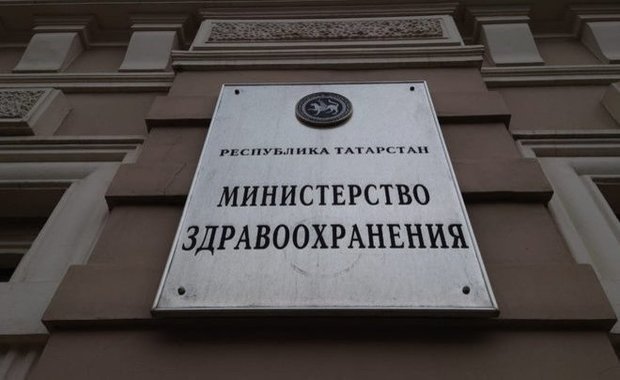 РЕСПУБЛИКА ТАТАРСТАН
МИНИСТЕРСТВО
ЗДРАВООХРАНЕНИЯ